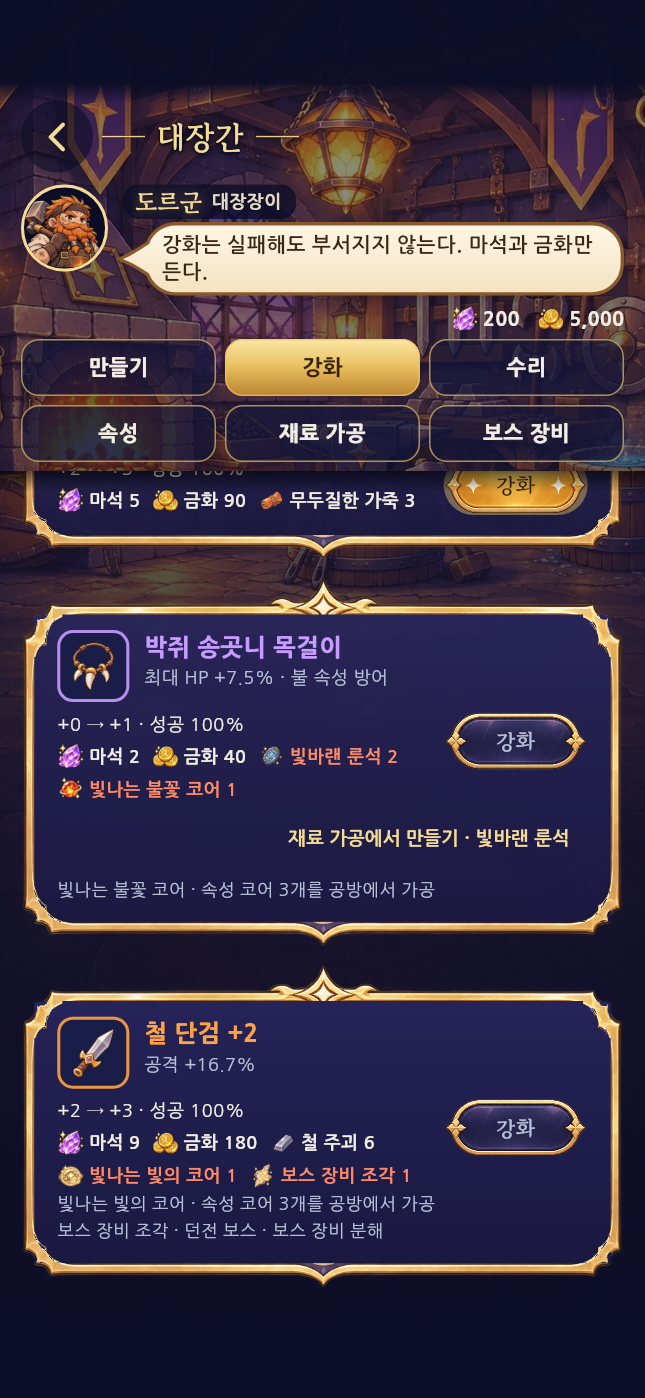 대장간
도르군 대장장이
강화는 실패해도 부서지지 않는다. 마석과 금화만
든다.
200 5,000
만들기 강화 수리
속성 재료 가공 보스 장비
강화
마석 5 금화 90 무두질한 가죽 3
박쥐 송곳니 목걸이
최대 HP +7.5% · 불 속성 방어
+0 → +1 · 성공 100%
강화
마석 2 금화 40 빛바랜 룬석 2
빛나는 불꽃 코어 1
재료 가공에서 만들기 · 빛바랜 룬석
빛나는 불꽃 코어 · 속성 코어 3개를 공방에서 가공
철 단검 +2
공격 +16.7%
+2 → +3 · 성공 100%
강화
마석 9 금화 180 철 주괴 6
빛나는 빛의 코어 1 보스 장비 조각 1
빛나는 빛의 코어 · 속성 코어 3개를 공방에서 가공
보스 장비 조각 · 던전 보스 · 보스 장비 분해